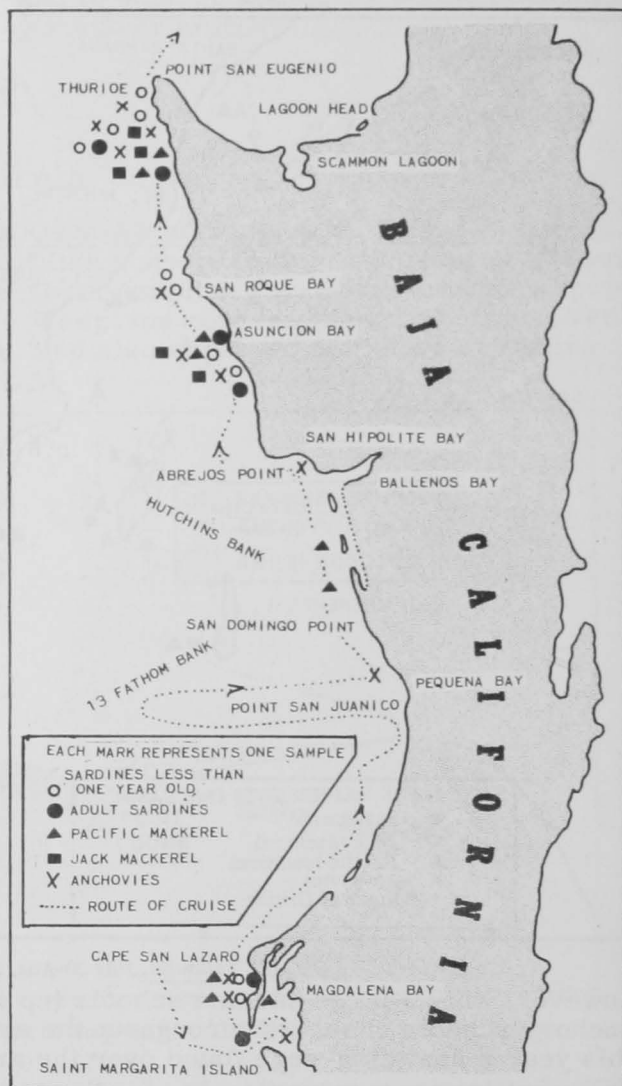 POINT SAN EUGENIO
THURIOE
LAGOON HEAD
SCAMMON LAGOON
BAJA CALIFORNIA
SAN ROQUE BAY
ASUNCION BAY
SAN HIPOLITE BAY
ABREJOS POINT
BALLENOS BAY
HUTCHINS BANK
SAN DOMINGO POINT
13 FATHOM BANK
PEQUENA BAY
POINT SAN JUANICO
EACH MARK REPRESENTS ONE SAMPLE
SARDINES LESS THAN
ONE YEAR OLD
ADULT SARDINES
PACIFIC MACKEREL
JACK MACKEREL
ANCHOVIES
ROUTE OF CRUISE
CAPE SAN LAZARO
MAGDALENA BAY
SAINT MARGARITA ISLAND